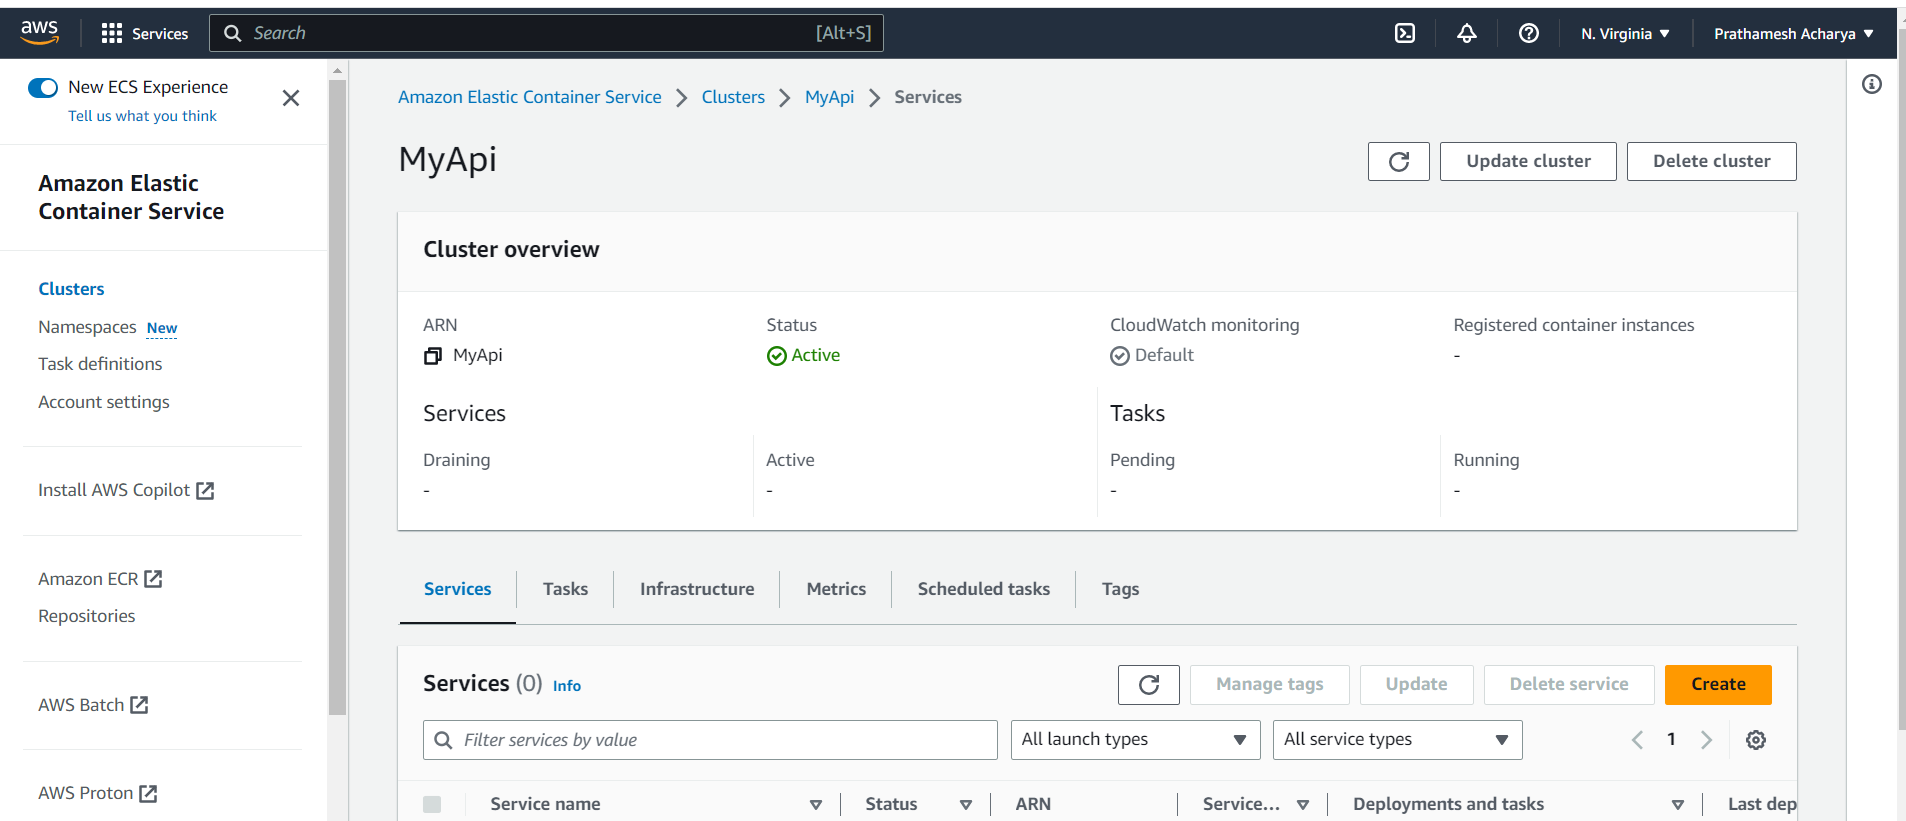 aws
Services
Search [Alt+S]
N. Virginia
Prathamesh Acharya
New ECS Experience
Tell us what you think
Amazon Elastic
Container Service
Clusters
Namespaces New
Task definitions
Account settings
Install AWS Copilot
Amazon ECR
Repositories
AWS Batch
AWS Proton
Amazon Elastic Container Service > Clusters > MyApi > Services
MyApi
Update cluster
Delete cluster
Cluster overview
ARN
MyApi
Status
Active
CloudWatch monitoring
Default
Registered container instances
-
Services
Draining
-
Active
-
Tasks
Pending
-
Running
-
Services Tasks Infrastructure Metrics Scheduled tasks Tags
Services (0) Info
Manage tags
Update
Delete service
Create
Filter services by value
All launch types
All service types
1
Service name Status ARN Service... Deployments and tasks Last dep